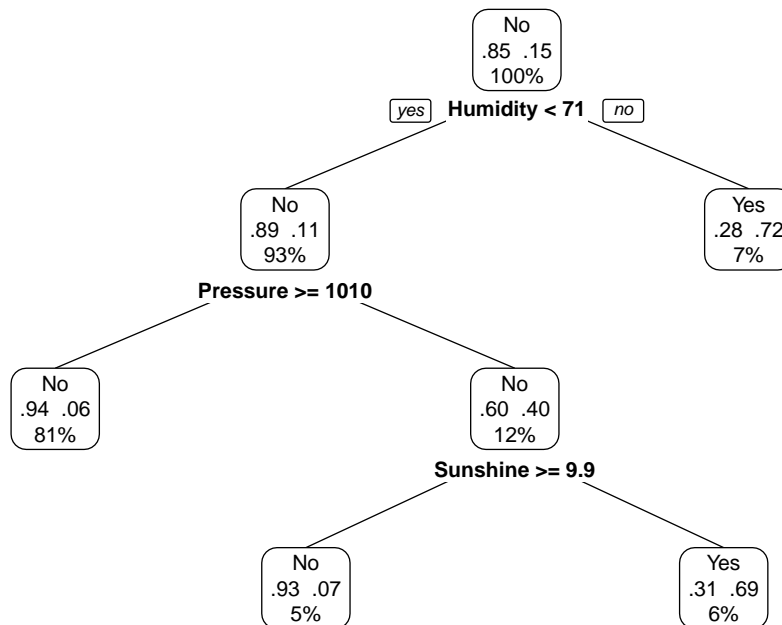 No
.85 .15
100%
yes Humidity < 71 no
No
.89 .11
93%
Yes
.28 .72
7%
Pressure >= 1010
No
.94 .06
81%
No
.60 .40
12%
Sunshine >= 9.9
No
.93 .07
5%
Yes
.31 .69
6%